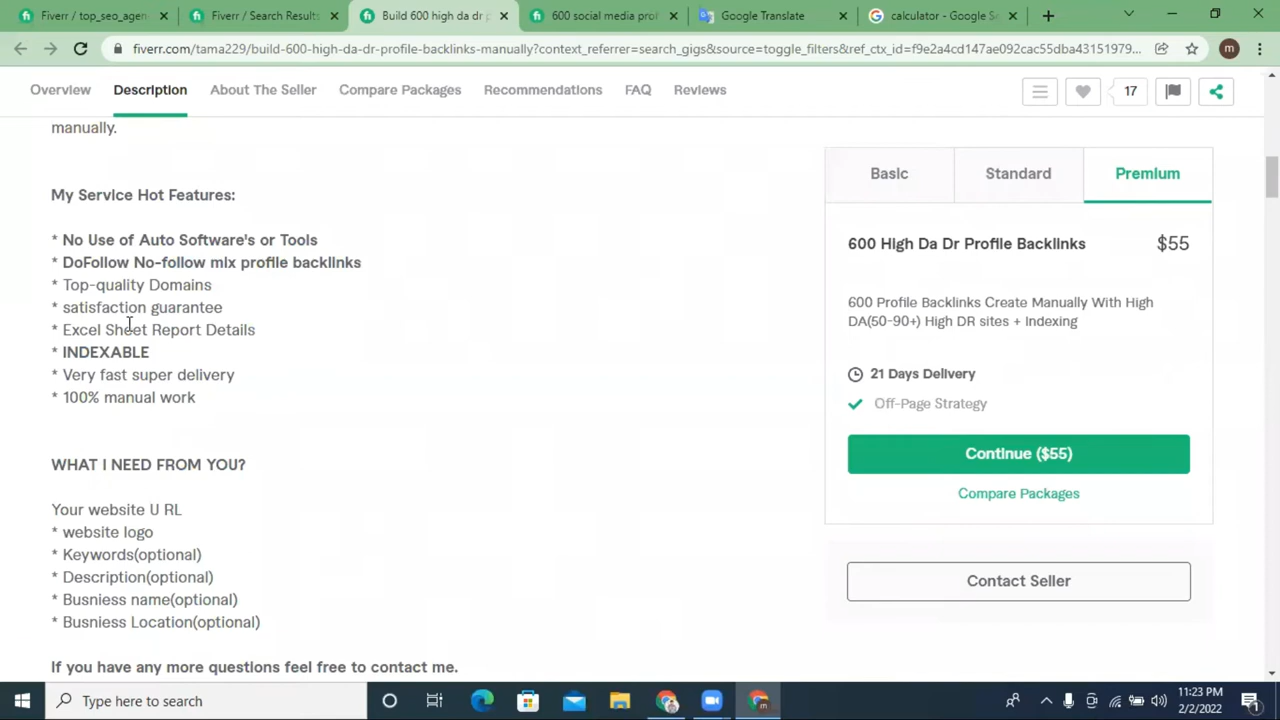 Fiverr / top_seo_agen
Fiverr / Search Results
Build 600 high da dr p
600 social media prof
Google Translate
calculator - Google Se
fiverr.com/tama229/build-600-high-da-dr-profile-backlinks-manually?context_referrer=search_gigs&source=toggle_filters&ref_ctx_id=f9e2a4cd147ae092cac55dba43151979...
m
Overview
Description
About The Seller
Compare Packages
Recommendations
FAQ
Reviews
17
manually.
My Service Hot Features:
* No Use of Auto Software's or Tools
* DoFollow No-follow mix profile backlinks
* Top-quality Domains
* satisfaction guarantee
* Excel Sheet Report Details
* INDEXABLE
* Very fast super delivery
* 100% manual work
WHAT I NEED FROM YOU?
Your website U RL
* website logo
* Keywords(optional)
* Description(optional)
* Busniess name(optional)
* Busniess Location(optional)
If you have any more questions feel free to contact me.
Basic
Standard
Premium
600 High Da Dr Profile Backlinks
$55
600 Profile Backlinks Create Manually With High
DA(50-90+) High DR sites + Indexing
21 Days Delivery
Off-Page Strategy
Continue ($55)
Compare Packages
Contact Seller
Type here to search
11:23 PM
2/2/2022
1